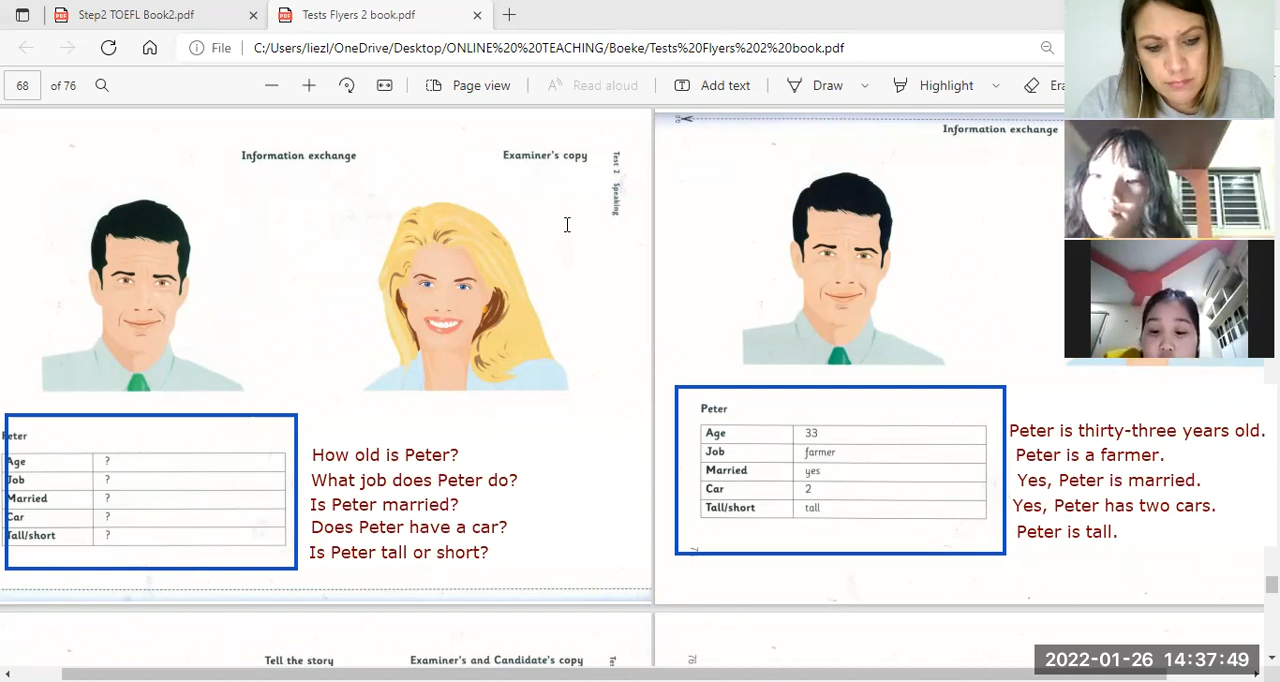 Step2 TOEFL Book2.pdf
Tests Flyers 2 book.pdf
File
C:/Users/liezl/OneDrive/Desktop/ONLINE%20%20TEACHING/Boeke/Tests%20Flyers%202%20book.pdf
68 of 76
Page view
Read aloud
Add text
Draw
Highlight
Era
Information exchange
Examiner's copy
Test 2 Speaking
Peter
Age ?
Job ?
Married ?
Car ?
Tall/short ?
How old is Peter?
What job does Peter do?
Is Peter married?
Does Peter have a car?
Is Peter tall or short?
76
Information exchange
Peter
Age 33
Job farmer
Married yes
Car 2
Tall/short tall
Peter is thirty-three years old.
Peter is a farmer.
Yes, Peter is married.
Yes, Peter has two cars.
Peter is tall.
Tell the story
Examiner's and Candidate's copy
Te
76
2022-01-26 14:37:49